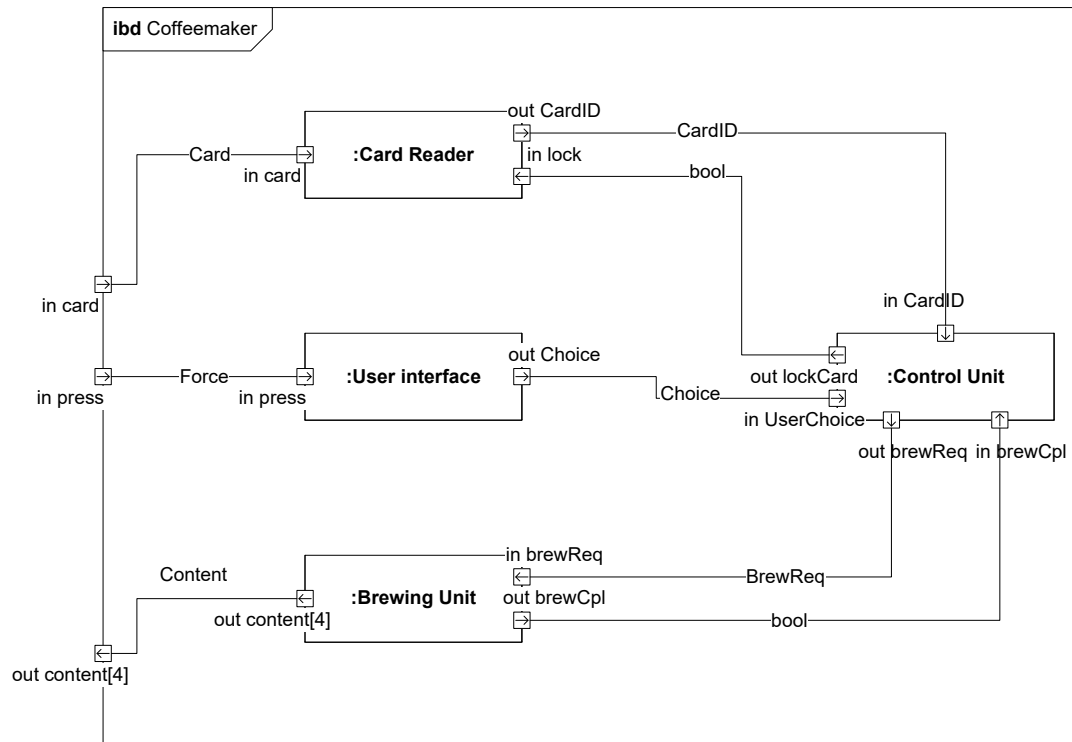 ibd Coffeemaker
out CardID
CardID
Card
:Card Reader
in lock
in card
bool
in card
in CardID
out Choice
Force
:User interface
out lockCard
:Control Unit
in press
in press
Choice
in UserChoice
out brewReq
in brewCpl
in brewReq
Content
BrewReq
:Brewing Unit
out brewCpl
out content[4]
bool
out content[4]